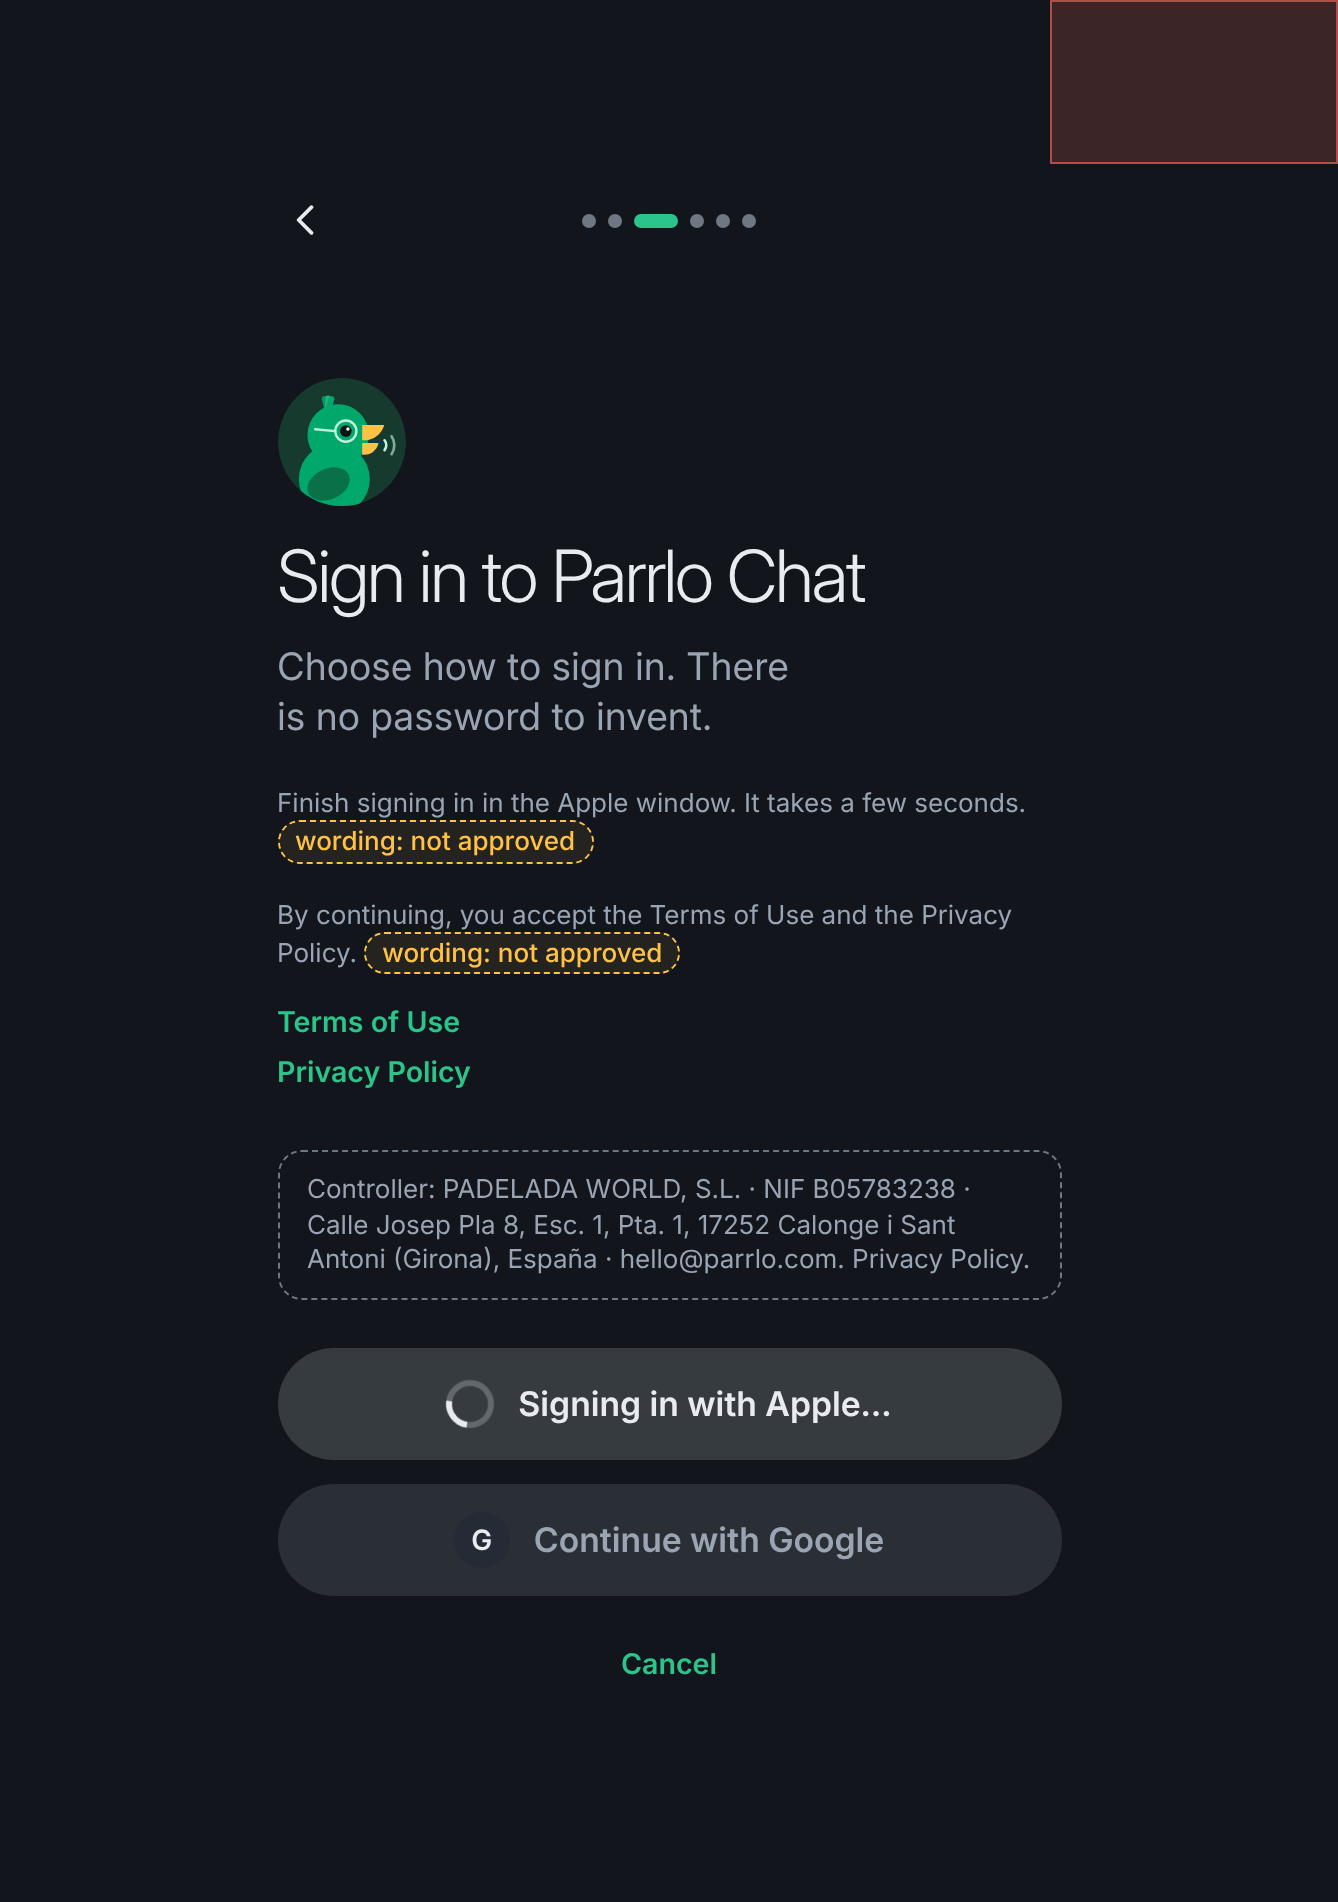 Sign in to Parrlo Chat
Choose how to sign in. There
is no password to invent.
Finish signing in in the Apple window. It takes a few seconds.
wording: not approved
By continuing, you accept the Terms of Use and the Privacy
Policy. wording: not approved
Terms of Use
Privacy Policy
Controller: PADELADA WORLD, S.L. · NIF B05783238 ·
Calle Josep Pla 8, Esc. 1, Pta. 1, 17252 Calonge i Sant
Antoni (Girona), España · hello@parrlo.com. Privacy Policy.
Signing in with Apple...
G Continue with Google
Cancel